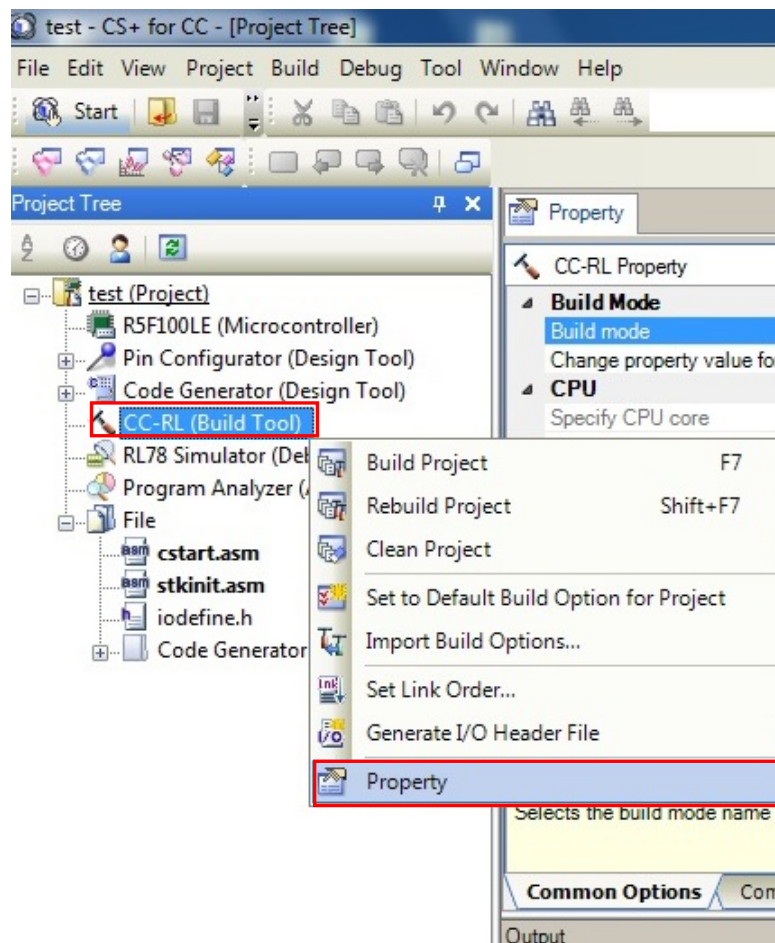 test - CS+ for CC - [Project Tree]
File Edit View Project Build Debug Tool Window Help
Start
Project Tree
Property
CC-RL Property
test (Project)
Build Mode
R5F100LE (Microcontroller)
Build mode
Pin Configurator (Design Tool)
Change property value fo
Code Generator (Design Tool)
CPU
CC-RL (Build Tool)
Specify CPU core
RL78 Simulator (Del
Program Analyzer (
File
cstart.asm
stkinit.asm
iodefine.h
Code Generator
Build Project F7
Rebuild Project Shift+F7
Clean Project
Set to Default Build Option for Project
Import Build Options...
Set Link Order...
Generate I/O Header File
Property
Selects the build mode name
Common Options Com
Output